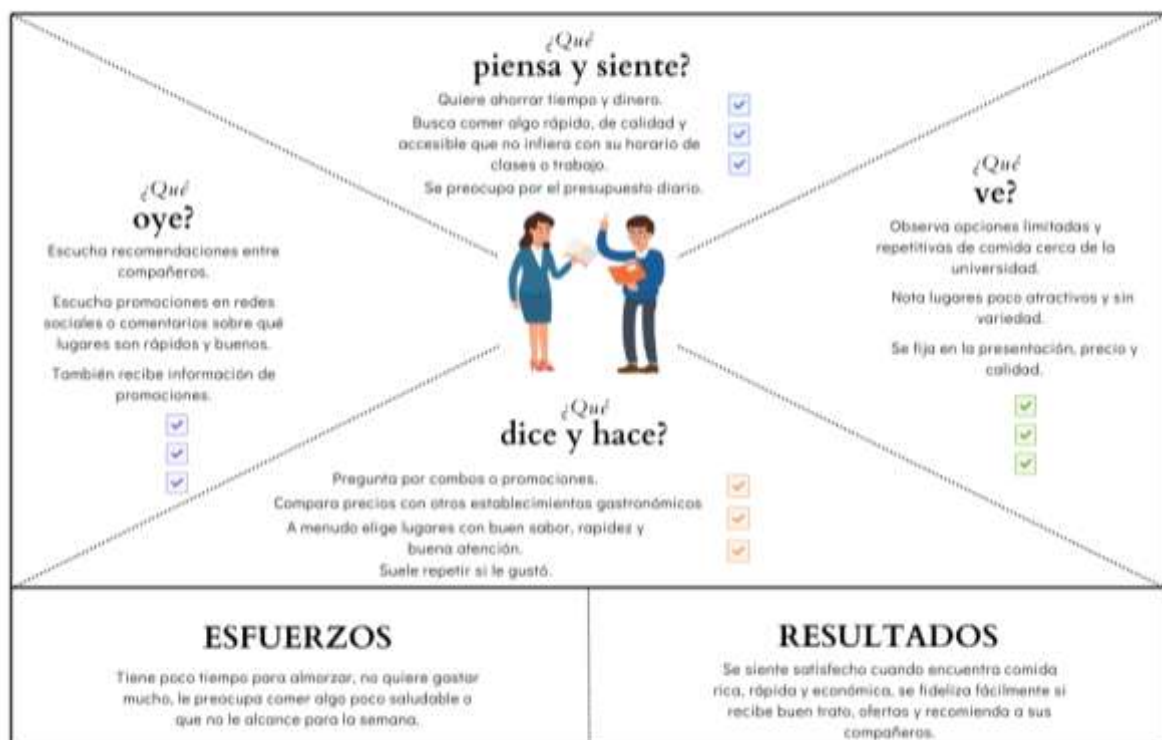 ¿Qué
piensa y siente?
Quiere ahorrar tiempo y dinero.
Busca comer algo rápido, de calidad y
accesible que no infiera con su horario de
clases o trabajo.
Se preocupa por el presupuesto diario.
¿Qué
oye?
Escucha recomendaciones entre
compañeros.
Escucha promociones en redes
sociales o comentarios sobre qué
lugares son rápidos y buenos.
También recibe información de
promociones.
¿Qué
ve?
Observa opciones limitadas y
repetitivas de comida cerca de la
universidad.
Nota lugares poco atractivos y sin
variedad.
Se fija en la presentación, precio y
calidad.
¿Qué
dice y hace?
Pregunta por combos o promociones.
Compara precios con otros establecimientos gastronómicos
A menudo elige lugares con buen sabor, rapidez y
buena atención.
Suele repetir si le gustó.
ESFUERZOS
Tiene poco tiempo para almorzar, no quiere gastar
mucho, le preocupa comer algo poco saludable o
que no le alcance para la semana.
RESULTADOS
Se siente satisfecho cuando encuentra comida
rica, rápida y económica, se fideliza fácilmente si
recibe buen trato, ofertas y recomienda a sus
compañeros.